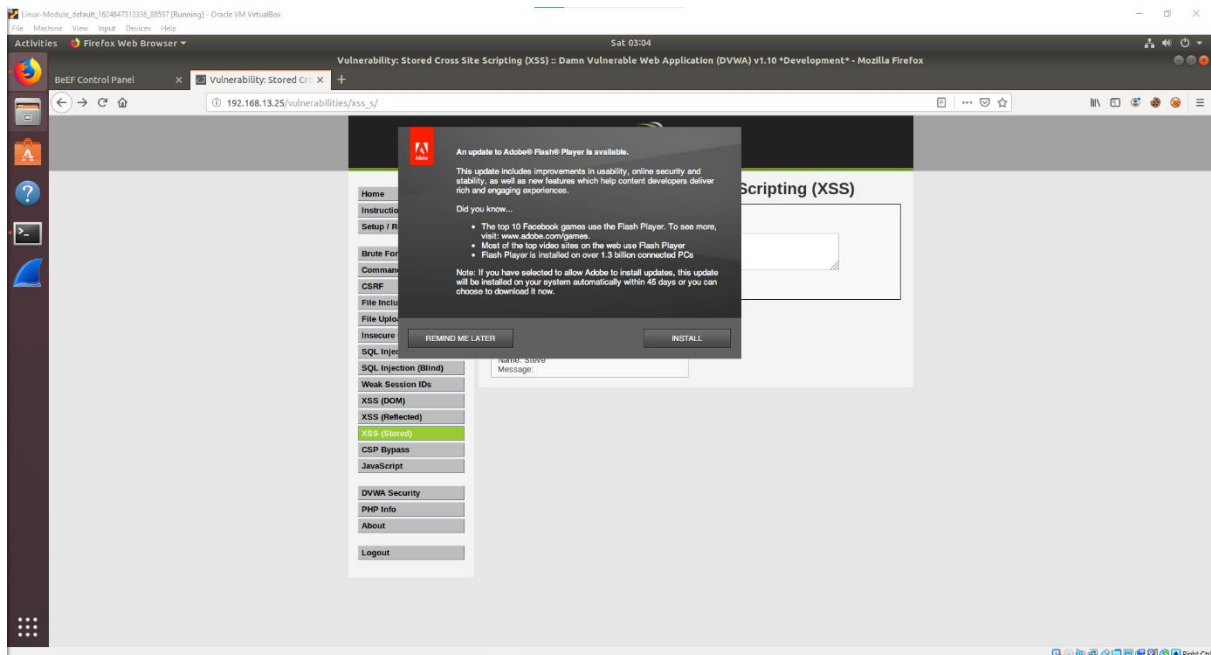 Linux-Module_default_1624847313336_88597 [Running] - Oracle VM VirtualBox
File Machine View Input Devices Help
Activities Firefox Web Browser Sat 03:04
Vulnerability: Stored Cross Site Scripting (XSS) :: Damn Vulnerable Web Application (DVWA) v1.10 *Development* - Mozilla Firefox
BeEF Control Panel Vulnerability: Stored Cro
192.168.13.25/vulnerabilities/xss_s/
Adobe
An update to Adobe® Flash® Player is available.
This update includes improvements in usability, online security and
stability, as well as new features which help content developers deliver
rich and engaging experiences.
Did you know...
The top 10 Facebook games use the Flash Player. To see more,
visit: www.adobe.com/games.
Most of the top video sites on the web use Flash Player
Flash Player is installed on over 1.3 billion connected PCs
Note: If you have selected to allow Adobe to install updates, this update
will be installed on your system automatically within 45 days or you can
choose to download it now.
REMIND ME LATER INSTALL
Scripting (XSS)
Name: Steve
Message:
Home
Instructio
Setup / R
Brute For
Comman
CSRF
File Inclu
File Uploa
Insecure
SQL Injec
SQL Injection (Blind)
Weak Session IDs
XSS (DOM)
XSS (Reflected)
XSS (Stored)
CSP Bypass
JavaScript
DVWA Security
PHP Info
About
Logout
Right Ctrl